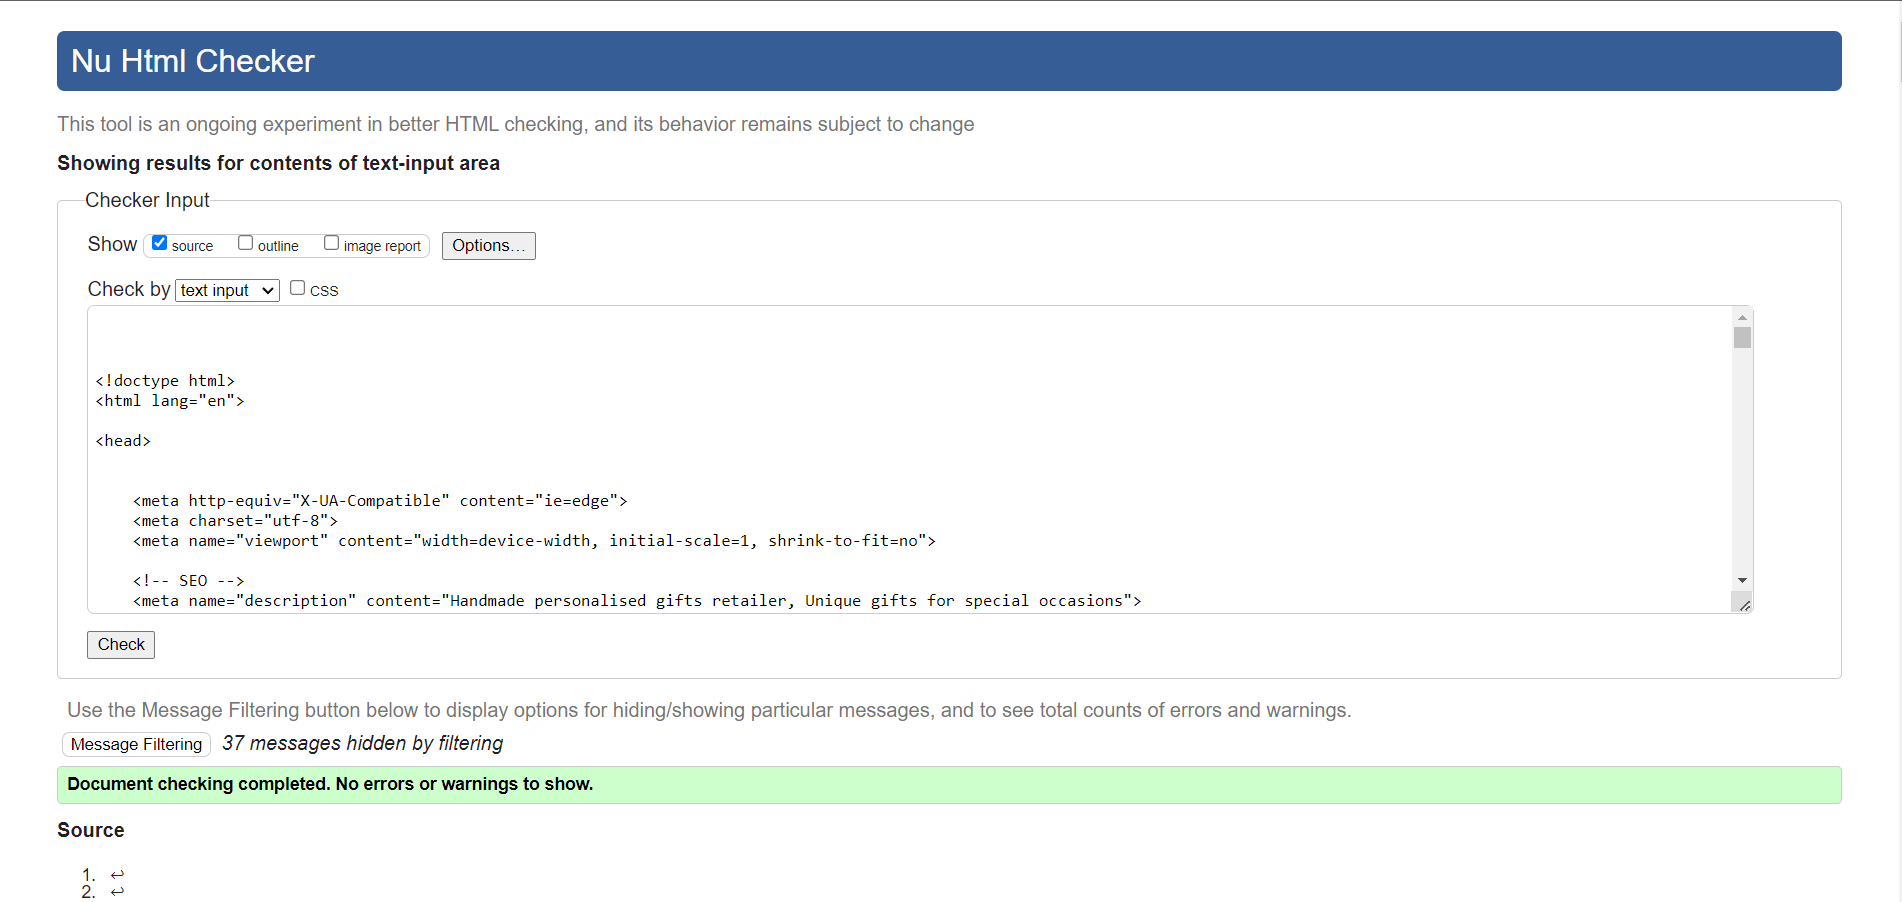 Nu Html Checker
This tool is an ongoing experiment in better HTML checking, and its behavior remains subject to change
Showing results for contents of text-input area
Checker Input
Show source outline image report Options...
Check by text input CSS
<!doctype html>
<html lang="en">
<head>
<meta http-equiv="X-UA-Compatible" content="ie=edge">
<meta charset="utf-8">
<meta name="viewport" content="width=device-width, initial-scale=1, shrink-to-fit=no">
<!-- SEO -->
<meta name="description" content="Handmade personalised gifts retailer, Unique gifts for special occasions">
Check
Use the Message Filtering button below to display options for hiding/showing particular messages, and to see total counts of errors and warnings.
Message Filtering 37 messages hidden by filtering
Document checking completed. No errors or warnings to show.
Source
1. ↩
2. ↩